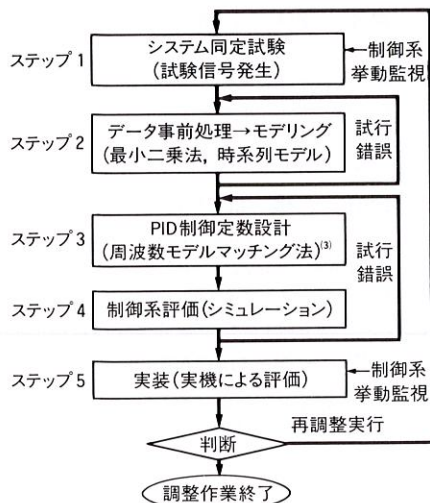 ステップ1
システム同定試験
(試験信号発生)
制御系
挙動監視
ステップ2
データ事前処理→モデリング
(最小二乗法, 時系列モデル)
試行
錯誤
ステップ3
PID制御定数設計
(周波数モデルマッチング法)(3)
試行
錯誤
ステップ4
制御系評価(シミュレーション)
ステップ5
実装(実機による評価)
制御系
挙動監視
判断
再調整実行
調整作業終了